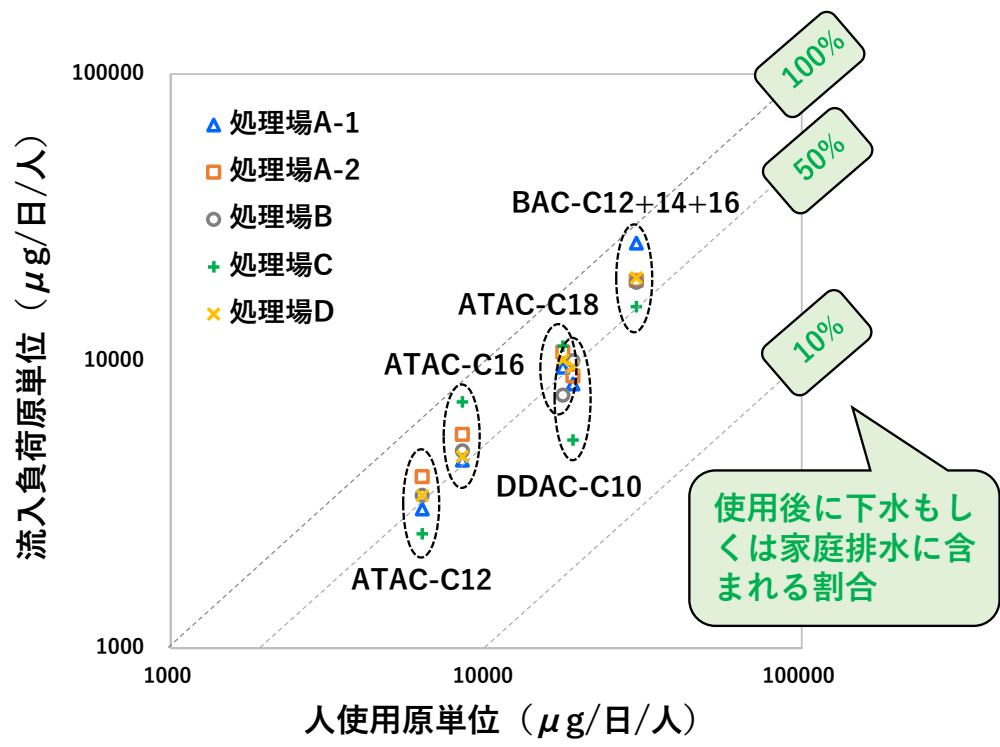 100000
10000
1000
1000
10000
100000
流入負荷原単位（μg/日/人）
人使用原単位（μg/日/人）
処理場A-1
処理場A-2
処理場B
処理場C
処理場D
BAC-C12+14+16
ATAC-C18
ATAC-C16
DDAC-C10
ATAC-C12
100%
50%
10%
使用後に下水もし
くは家庭排水に含
まれる割合